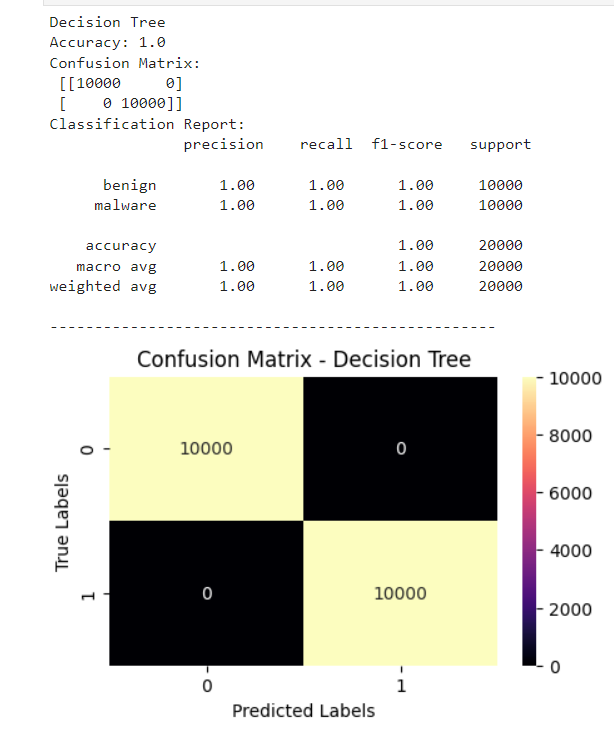 Decision Tree
Accuracy: 1.0
Confusion Matrix:
[[10000     0]
[    0 10000]]
Classification Report:
precision    recall  f1-score   support
benign       1.00      1.00      1.00     10000
malware       1.00      1.00      1.00     10000
accuracy                           1.00     20000
macro avg       1.00      1.00      1.00     20000
weighted avg       1.00      1.00      1.00     20000
--------------------------------------------------
Confusion Matrix - Decision Tree
10000
0
0
10000
0
1
True Labels
0
1
Predicted Labels
10000
8000
6000
4000
2000
0